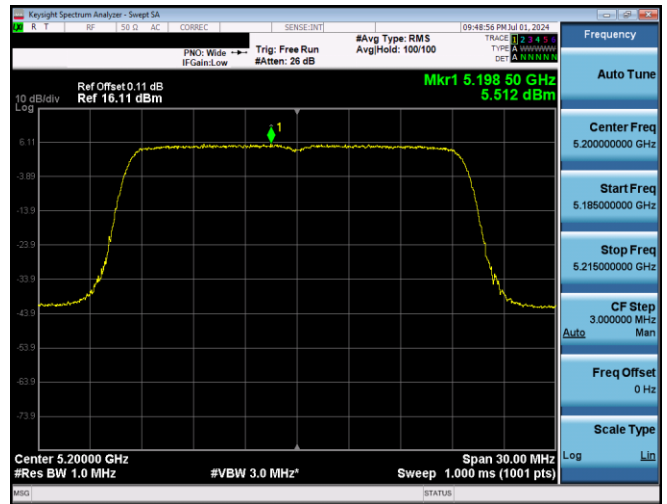 Keysight Spectrum Analyzer - Swept SA
R T RF 50 Ω AC CORREC SENSE:INT 09:48:56 PM Jul 01, 2024
PNO: Wide
IFGain:Low
Trig: Free Run
#Atten: 26 dB
#Avg Type: RMS
Avg|Hold: 100/100
TRACE 1 2 3 4 5 6
TYPE A WWWWW
DET A N N N N N
Ref Offset 0.11 dB
10 dB/div Ref 16.11 dBm
Log
Mkr1 5.198 50 GHz
5.512 dBm
1
6.11
-3.89
-13.9
-23.9
-33.9
-43.9
-53.9
-63.9
-73.9
Center 5.20000 GHz
Span 30.00 MHz
#Res BW 1.0 MHz
#VBW 3.0 MHz*
Sweep 1.000 ms (1001 pts)
MSG
STATUS
Frequency
Auto Tune
Center Freq
5.200000000 GHz
Start Freq
5.185000000 GHz
Stop Freq
5.215000000 GHz
CF Step
3.000000 MHz
Auto Man
Freq Offset
0 Hz
Scale Type
Log Lin